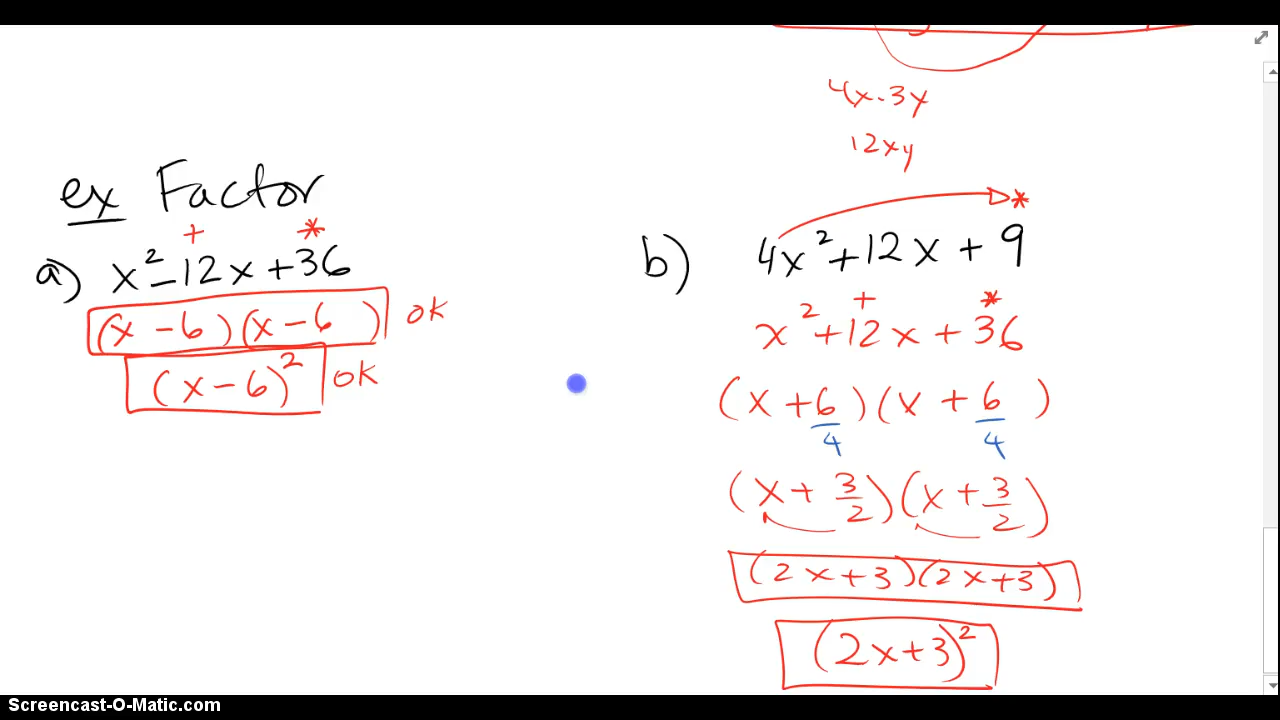 4x · 3y
12xy
ex Factor
+ *
a) x² - 12x + 36
(x - 6)(x - 6) ok
(x - 6)² ok
*
b) 4x² + 12x + 9
+ *
x² + 12x + 36
(x + 6/4)(x + 6/4)
(x + 3/2)(x + 3/2)
(2x + 3)(2x + 3)
(2x + 3)²
Screencast-O-Matic.com